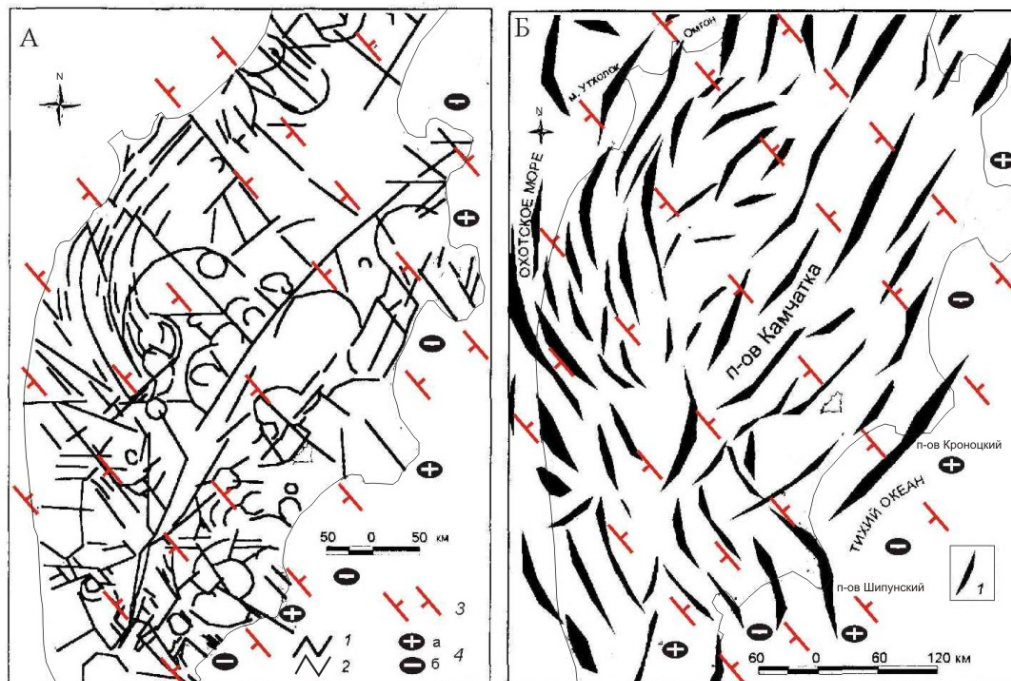 А
N
50 0 50
км
1
2
3
а
б
4
Б
Омгон
м. Утхолок
N
ОХОТСКОЕ МОРЕ
п-ов Камчатка
п-ов Кроноцкий
ТИХИЙ ОКЕАН
п-ов Шипунский
1
60 0 60 120 км